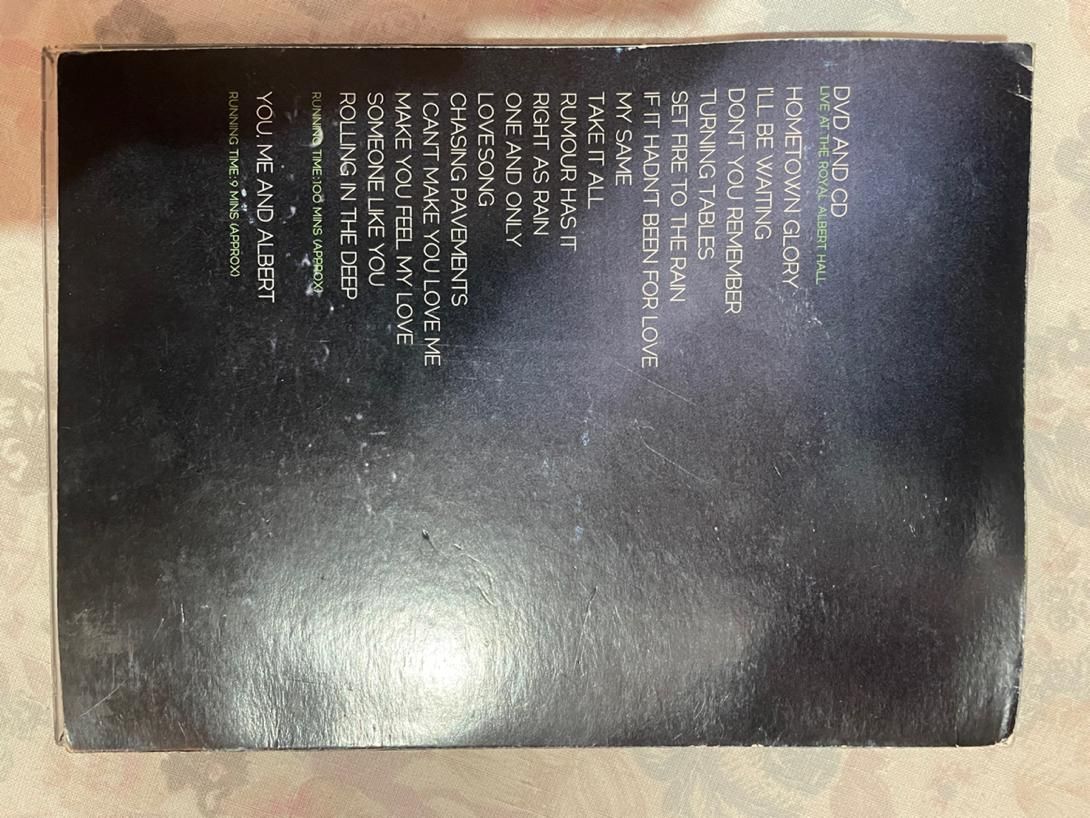 DVD AND CD
LIVE AT THE ROYAL ALBERT HALL
HOMETOWN GLORY
I'LL BE WAITING
DON'T YOU REMEMBER
TURNING TABLES
SET FIRE TO THE RAIN
IF IT HADN'T BEEN FOR LOVE
MY SAME
TAKE IT ALL
RUMOUR HAS IT
RIGHT AS RAIN
ONE AND ONLY
LOVESONG
CHASING PAVEMENTS
I CAN'T MAKE YOU LOVE ME
MAKE YOU FEEL MY LOVE
SOMEONE LIKE YOU
ROLLING IN THE DEEP
RUNNING TIME: 100 MINS (APPROX)
YOU, ME AND ALBERT
RUNNING TIME: 9 MINS (APPROX)